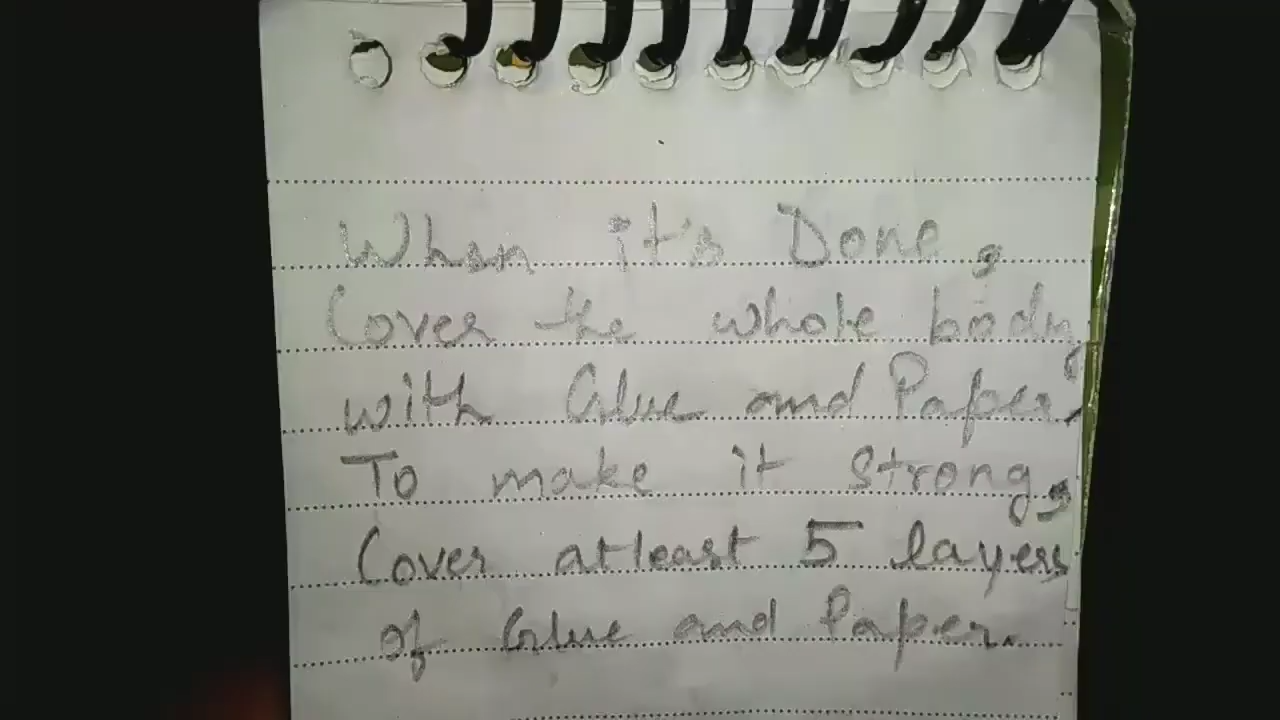 When it's Done,
Cover the whole body
with Glue and Paper,
To make it strong,
Cover atleast 5 layers
of Glue and Paper.